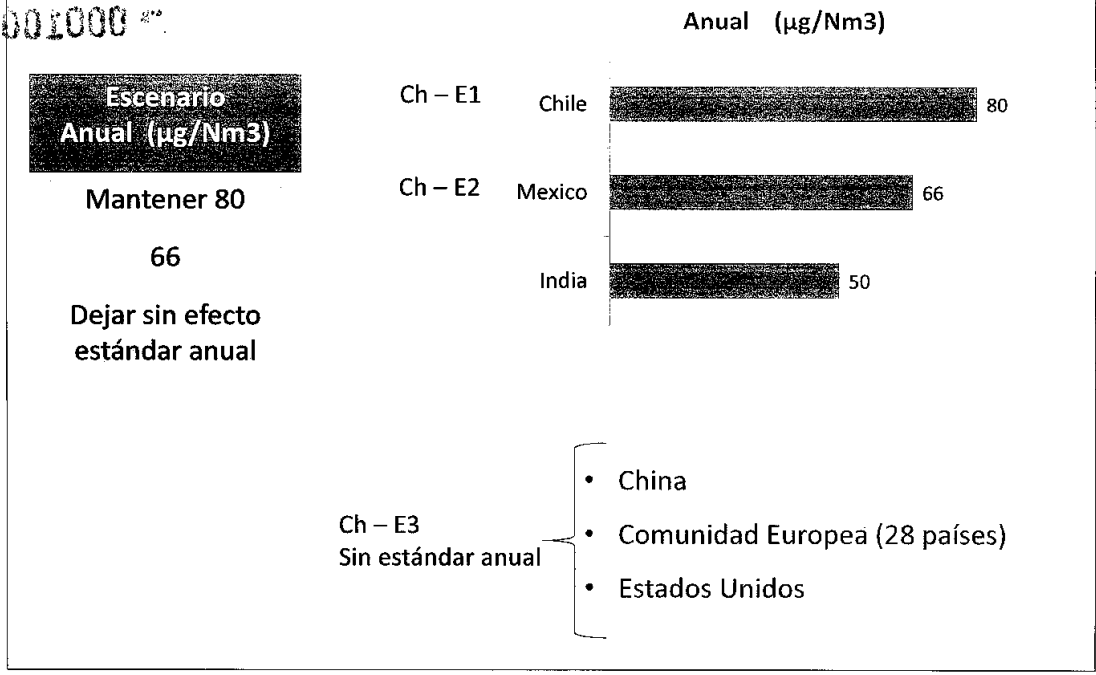 Anual (µg/Nm3)
Escenario
Anual (µg/Nm3)
Mantener 80
66
Dejar sin efecto
estándar anual
Ch – E1
Chile
80
Ch – E2
Mexico
66
India
50
Ch – E3
Sin estándar anual
• China
• Comunidad Europea (28 países)
• Estados Unidos